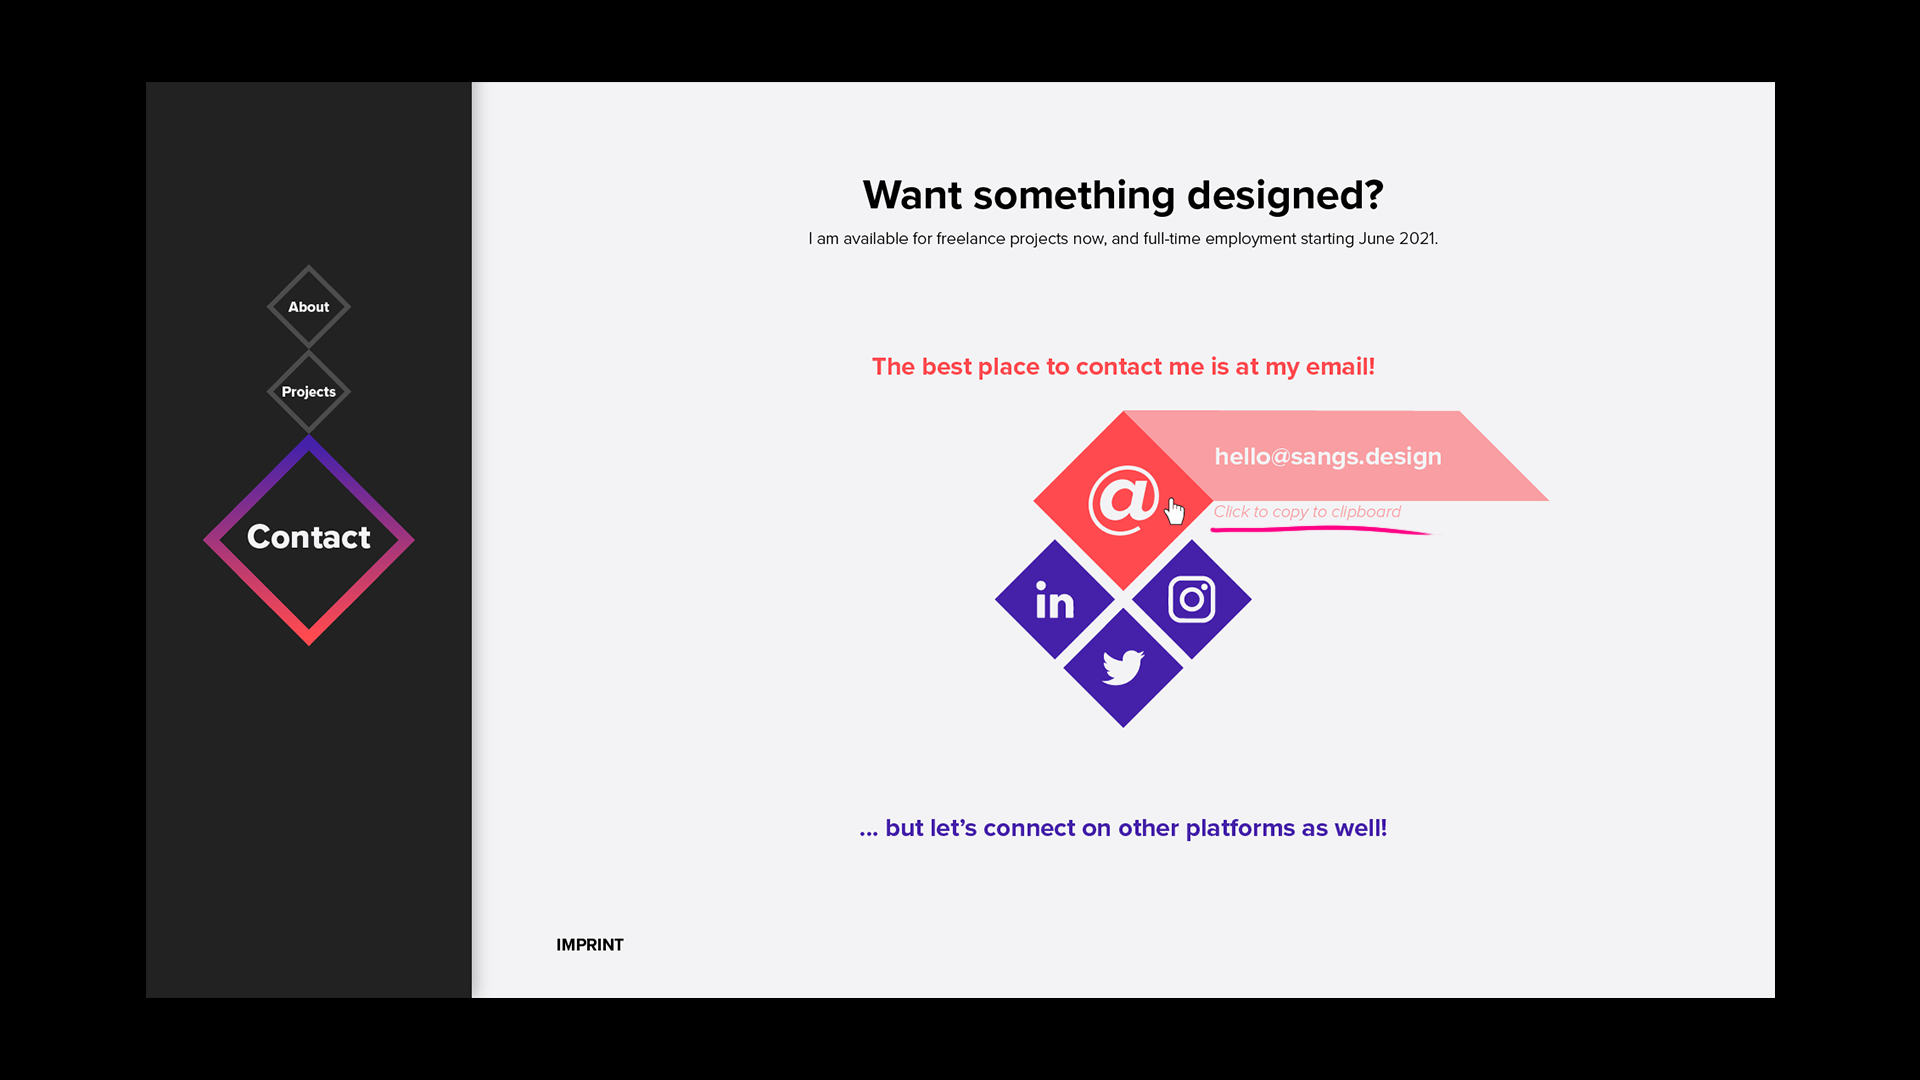 About
Projects
Contact
Want something designed?
I am available for freelance projects now, and full-time employment starting June 2021.
The best place to contact me is at my email!
@
hello@sangs.design
Click to copy to clipboard
in
... but let’s connect on other platforms as well!
IMPRINT